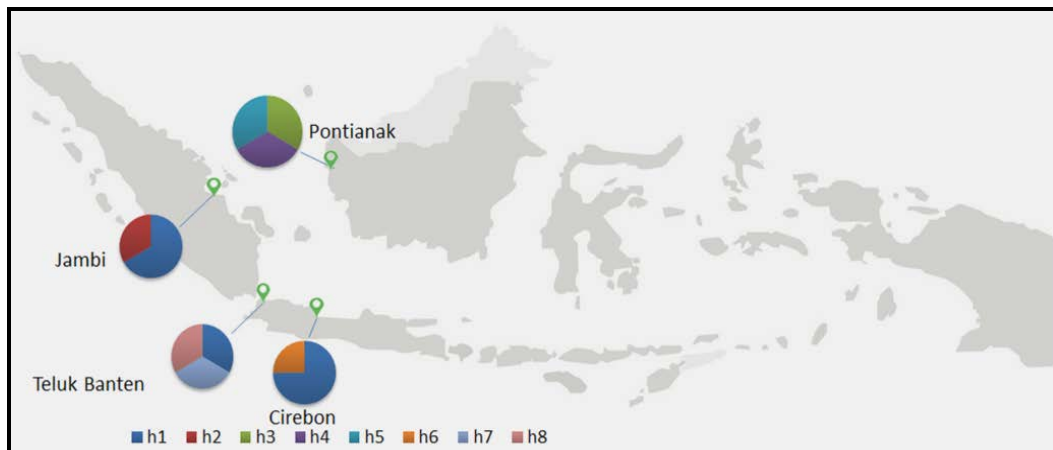 Pontianak
Jambi
Teluk Banten
Cirebon
h1 h2 h3 h4 h5 h6 h7 h8